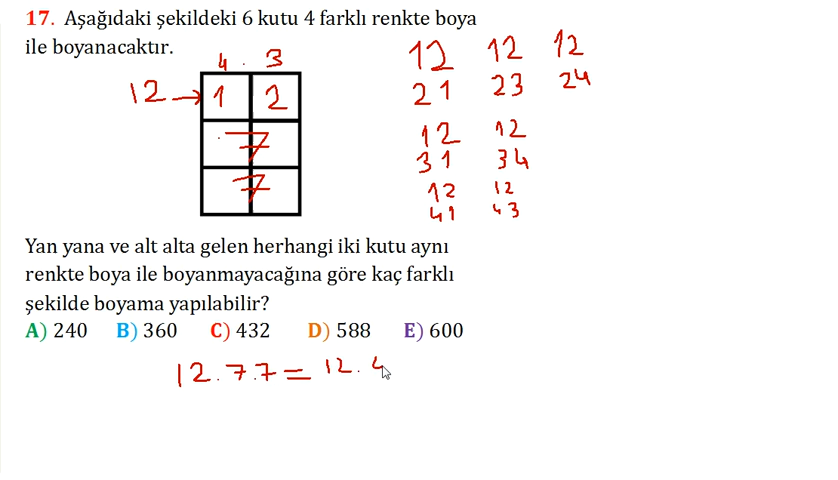 17. Aşağıdaki şekildeki 6 kutu 4 farklı renkte boya
ile boyanacaktır.
4 . 3
12 → 1 2
7
7
12 12 12
21 23 24
12 12
31 34
12 12
41 43
Yan yana ve alt alta gelen herhangi iki kutu aynı
renkte boya ile boyanmayacağına göre kaç farklı
şekilde boyama yapılabilir?
A) 240 B) 360 C) 432 D) 588 E) 600
12.7.7 = 12.4